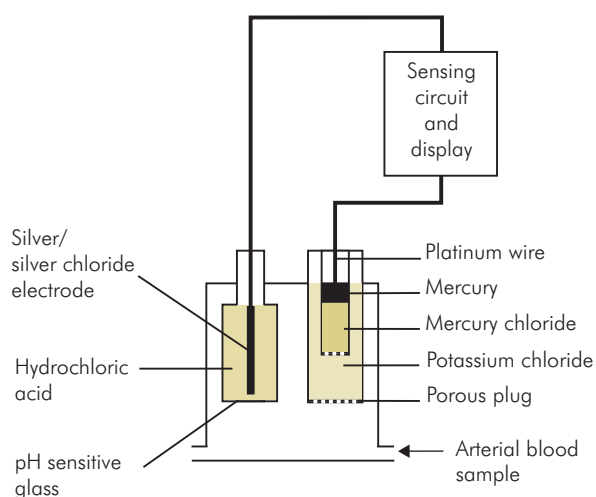 Sensing
circuit
and
display
Silver/
silver chloride
electrode
Hydrochloric
acid
pH sensitive
glass
Platinum wire
Mercury
Mercury chloride
Potassium chloride
Porous plug
Arterial blood
sample